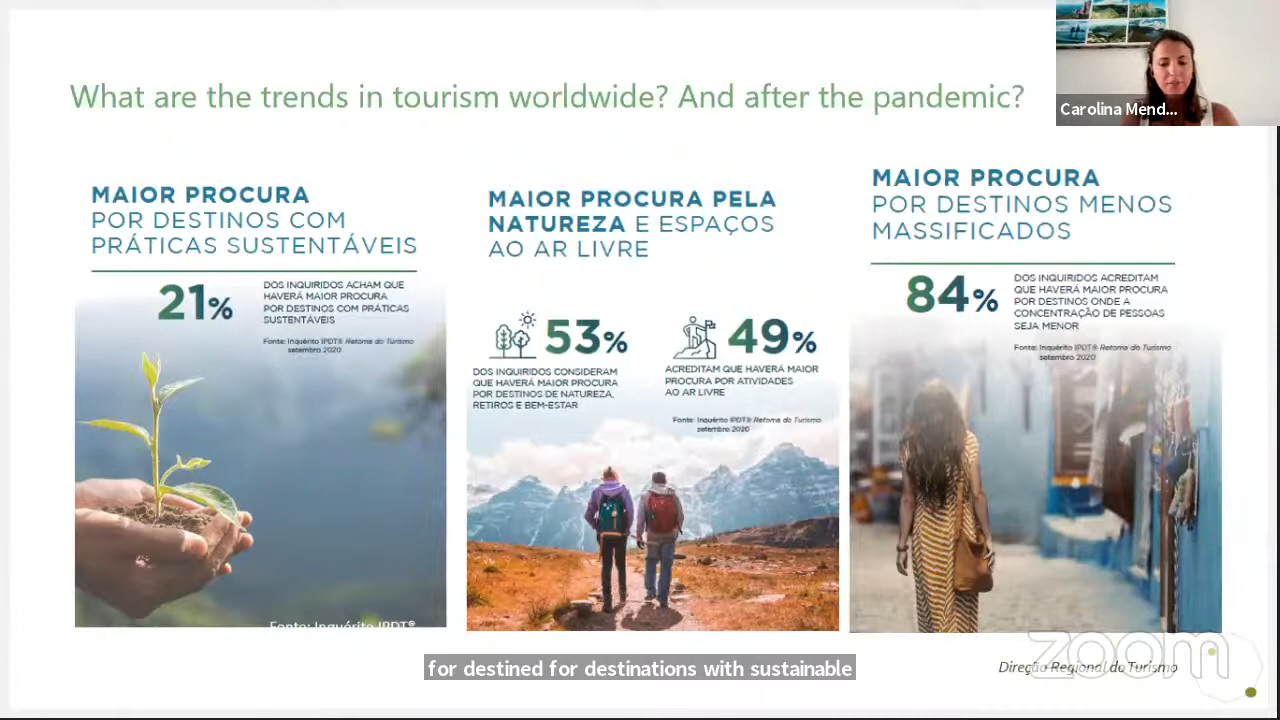 What are the trends in tourism worldwide? And after the pandemic?
Carolina Mend...
MAIOR PROCURA
POR DESTINOS COM
PRÁTICAS SUSTENTÁVEIS
21%
DOS INQUIRIDOS ACHAM QUE
HAVERÁ MAIOR PROCURA
POR DESTINOS COM PRÁTICAS
SUSTENTÁVEIS
Fonte: Inquérito IPDT® Retoma do Turismo
setembro 2020
Fonte: Inquérito IPDT®
MAIOR PROCURA PELA
NATUREZA E ESPAÇOS
AO AR LIVRE
53%
DOS INQUIRIDOS CONSIDERAM
QUE HAVERÁ MAIOR PROCURA
POR DESTINOS DE NATUREZA,
RETIROS E BEM-ESTAR
49%
ACREDITAM QUE HAVERÁ MAIOR
PROCURA POR ATIVIDADES
AO AR LIVRE
Fonte: Inquérito IPDT® Retoma do Turismo
setembro 2020
MAIOR PROCURA
POR DESTINOS MENOS
MASSIFICADOS
84%
DOS INQUIRIDOS ACREDITAM
QUE HAVERÁ MAIOR PROCURA
POR DESTINOS ONDE A
CONCENTRAÇÃO DE PESSOAS
SEJA MENOR
Fonte: Inquérito IPDT® Retoma do Turismo
setembro 2020
for destined for destinations with sustainable
Direção Regional do Turismo
zoom